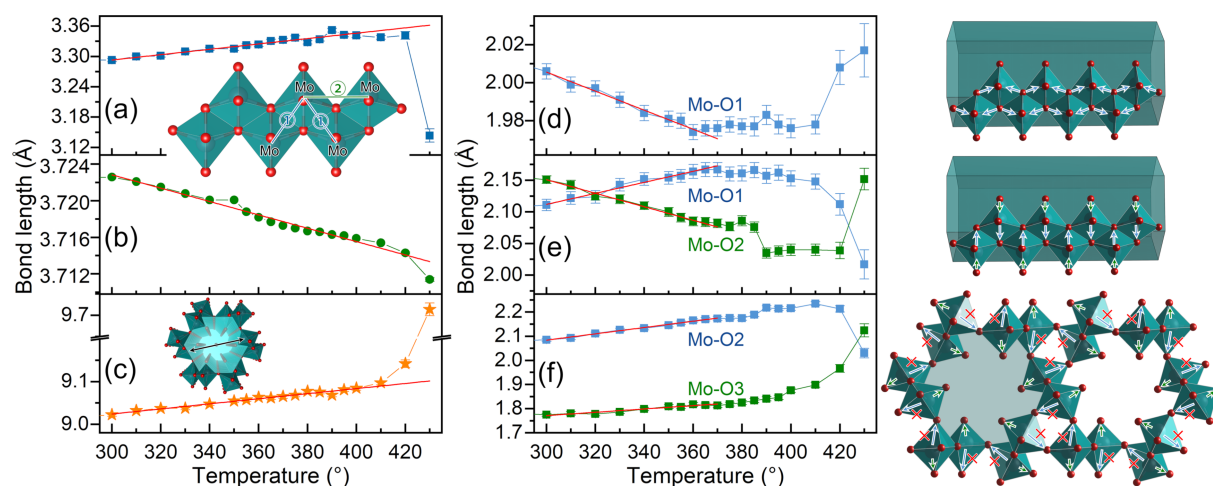 3.36
3.30
3.24
3.18
3.12
Mo
②
Mo
①
①
Mo
Mo
(a)
3.724
3.720
3.716
3.712
(b)
9.7
9.1
9.0
(c)
Bond length (Å)
300 320 340 360 380 400 420
Temperature (°)
2.02
2.00
1.98
Mo-O1
(d)
2.15
2.10
2.05
2.00
Mo-O1
Mo-O2
(e)
2.2
2.1
2.0
1.9
1.8
1.7
Mo-O2
Mo-O3
(f)
Bond length (Å)
300 320 340 360 380 400 420
Temperature (°)